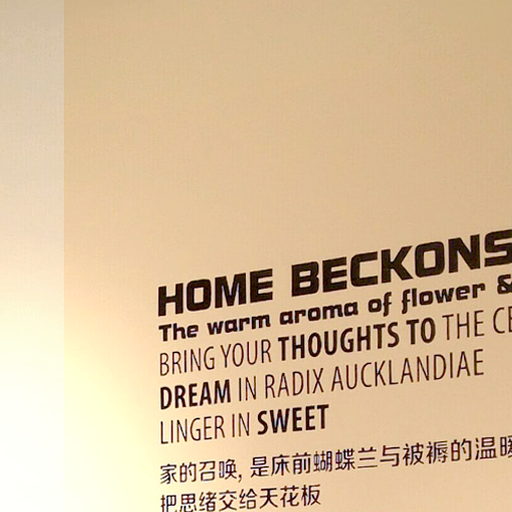 HOME BECKONS
The warm aroma of flower &
BRING YOUR THOUGHTS TO THE CE
DREAM IN RADIX AUCKLANDIAE
LINGER IN SWEET
家的召唤, 是床前蝴蝶兰与被褥的温暖
把思绪交给天花板